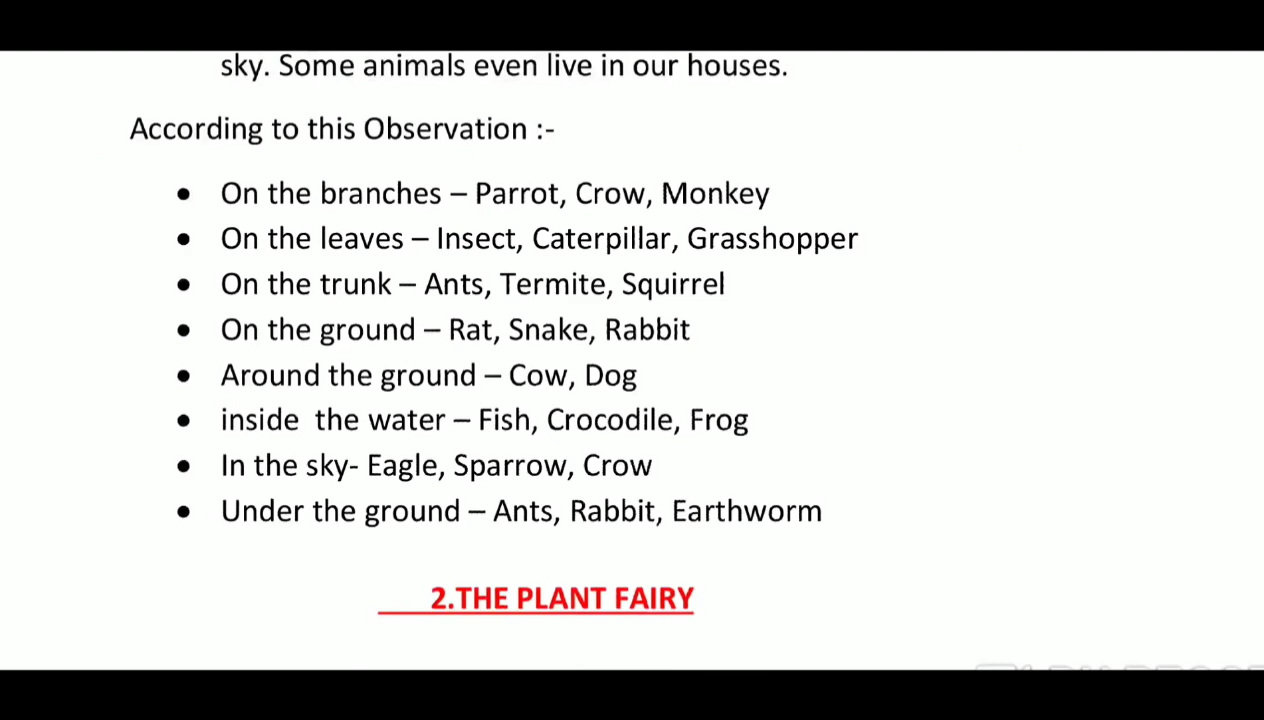 sky. Some animals even live in our houses.
According to this Observation :-
• On the branches – Parrot, Crow, Monkey
• On the leaves – Insect, Caterpillar, Grasshopper
• On the trunk – Ants, Termite, Squirrel
• On the ground – Rat, Snake, Rabbit
• Around the ground – Cow, Dog
• inside  the water – Fish, Crocodile, Frog
• In the sky- Eagle, Sparrow, Crow
• Under the ground – Ants, Rabbit, Earthworm
2.THE PLANT FAIRY